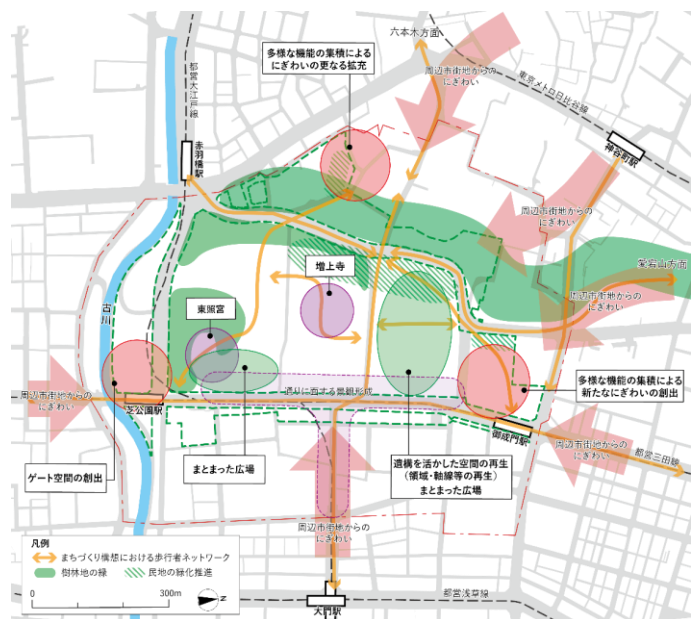 六本木方面
多様な機能の集積による
にぎわいの更なる拡充
周辺市街地からの
にぎわい
都営大江戸線
東京メトロ日比谷線
赤羽橋駅
神谷町駅
周辺市街地からの
にぎわい
愛宕山方面
増上寺
周辺市街地からの
にぎわい
東照宮
古川
周辺市街地からの
にぎわい
通りに面する景観形成
多様な機能の集積による
新たなにぎわいの創出
芝公園駅
御成門駅
周辺市街地からの
にぎわい
都営三田線
ゲート空間の創出
まとまった広場
遺構を活かした空間の再生
(領域・軸線等の再生)
まとまった広場
周辺市街地からの
にぎわい
凡例
まちづくり構想における歩行者ネットワーク
樹林地の緑
民地の緑化推進
0
300m
N
都営浅草線
大門駅